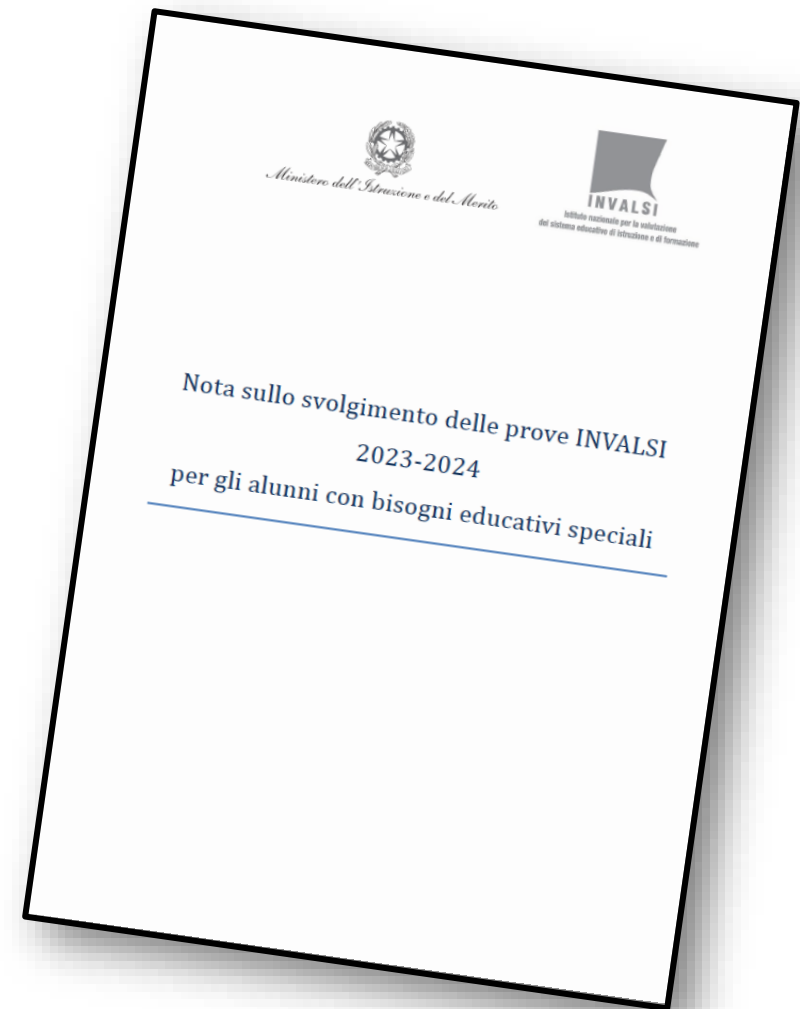 Ministero dell'Istruzione e del Merito
INVALSI
Istituto nazionale per la valutazione
del sistema educativo di istruzione e di formazione
Nota sullo svolgimento delle prove INVALSI
2023-2024
per gli alunni con bisogni educativi speciali